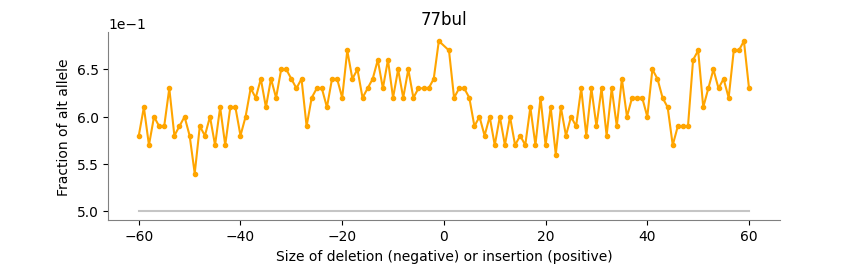 77bul
1e−1
6.5
6.0
5.5
5.0
Fraction of alt allele
−60 −40 −20 0 20 40 60
Size of deletion (negative) or insertion (positive)